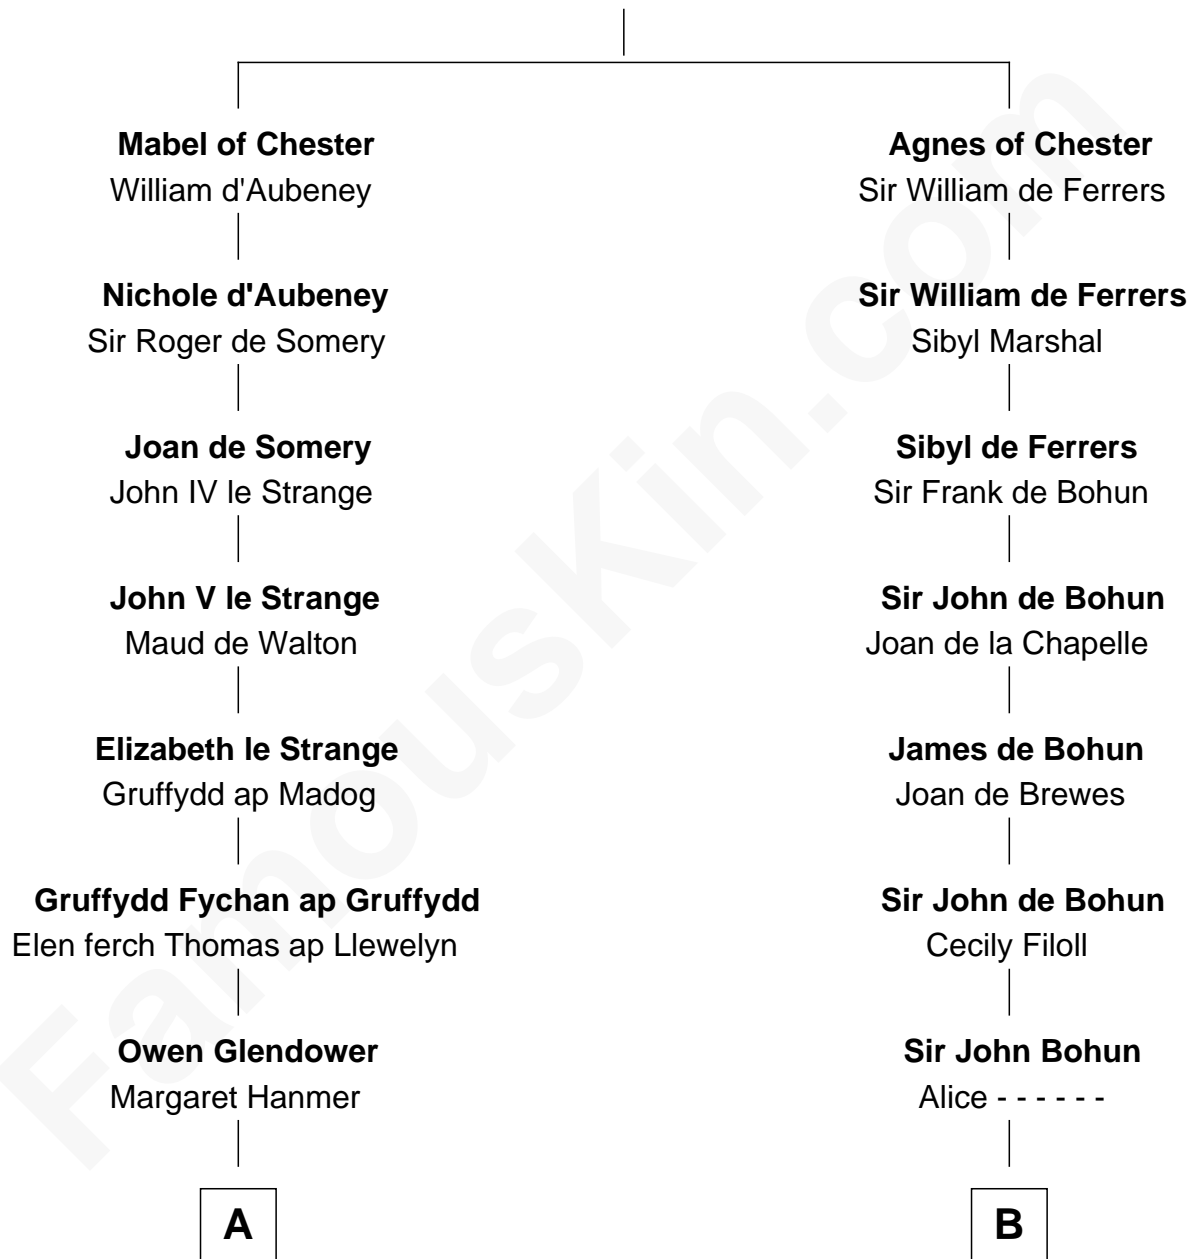 Mabel of Chester
William d'Aubeney
Nichole d'Aubeney
Sir Roger de Somery
Joan de Somery
John IV le Strange
John V le Strange
Maud de Walton
Elizabeth le Strange
Gruffydd ap Madog
Gruffydd Fychan ap Gruffydd
Elen ferch Thomas ap Llewelyn
Owen Glendower
Margaret Hanmer
A
Agnes of Chester
Sir William de Ferrers
Sir William de Ferrers
Sibyl Marshal
Sibyl de Ferrers
Sir Frank de Bohun
Sir John de Bohun
Joan de la Chapelle
James de Bohun
Joan de Brewes
Sir John de Bohun
Cecily Filoll
Sir John Bohun
Alice - - - - - -
B
FamousKin.com